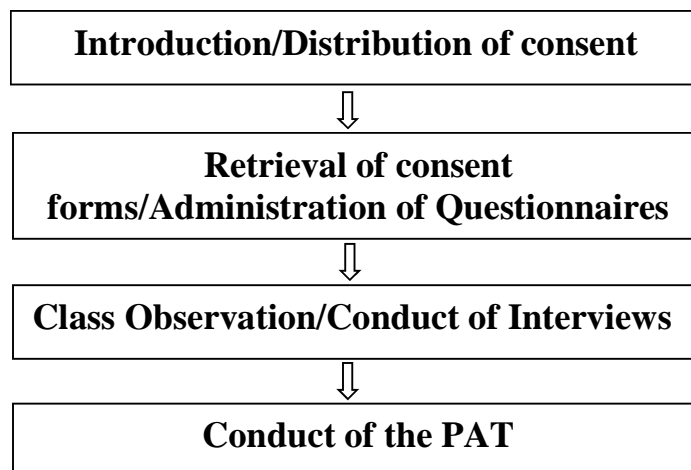 Introduction/Distribution of consent
Retrieval of consent
forms/Administration of Questionnaires
Class Observation/Conduct of Interviews
Conduct of the PAT